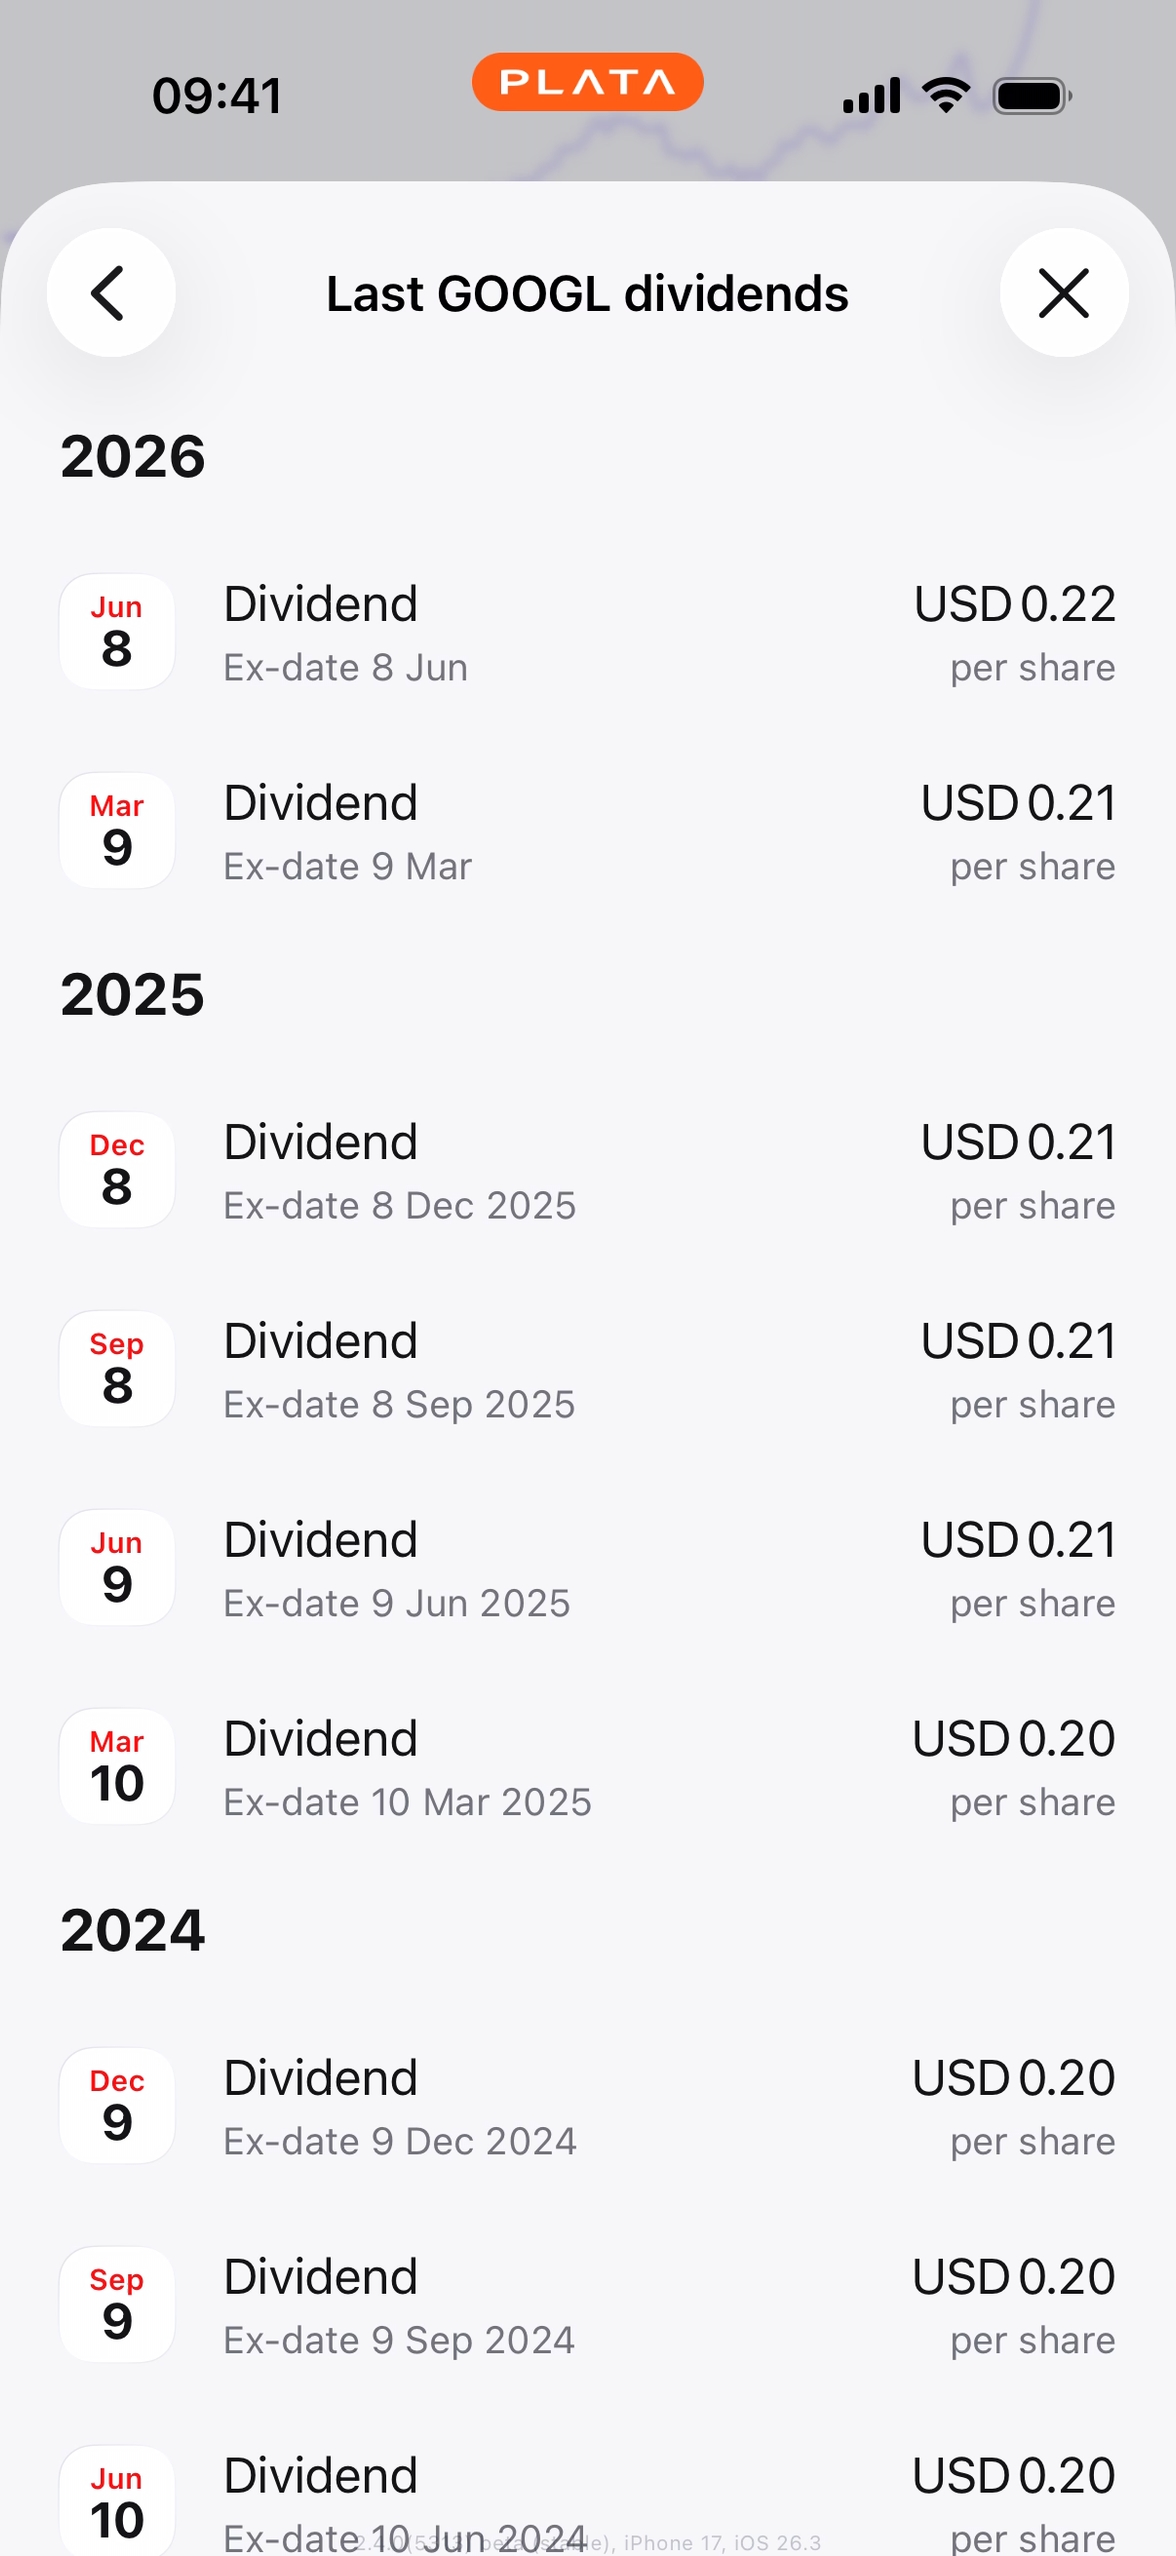 09:41
PLATA
Last GOOGL dividends
2026
Jun
8
Dividend
Ex-date 8 Jun
USD 0.22
per share
Mar
9
Dividend
Ex-date 9 Mar
USD 0.21
per share
2025
Dec
8
Dividend
Ex-date 8 Dec 2025
USD 0.21
per share
Sep
8
Dividend
Ex-date 8 Sep 2025
USD 0.21
per share
Jun
9
Dividend
Ex-date 9 Jun 2025
USD 0.21
per share
Mar
10
Dividend
Ex-date 10 Mar 2025
USD 0.20
per share
2024
Dec
9
Dividend
Ex-date 9 Dec 2024
USD 0.20
per share
Sep
9
Dividend
Ex-date 9 Sep 2024
USD 0.20
per share
Jun
10
Dividend
Ex-date 10 Jun 2024
USD 0.20
per share
beta (stable), iPhone 17, iOS 26.3